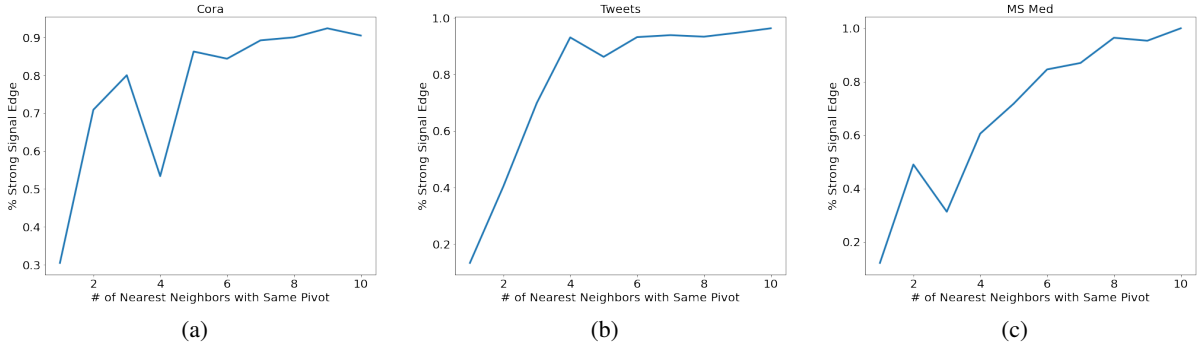 Cora
% Strong Signal Edge
0.9
0.8
0.7
0.6
0.5
0.4
0.3
2 4 6 8 10
# of Nearest Neighbors with Same Pivot
(a)
Tweets
% Strong Signal Edge
1.0
0.8
0.6
0.4
0.2
2 4 6 8 10
# of Nearest Neighbors with Same Pivot
(b)
MS Med
% Strong Signal Edge
1.0
0.8
0.6
0.4
0.2
2 4 6 8 10
# of Nearest Neighbors with Same Pivot
(c)